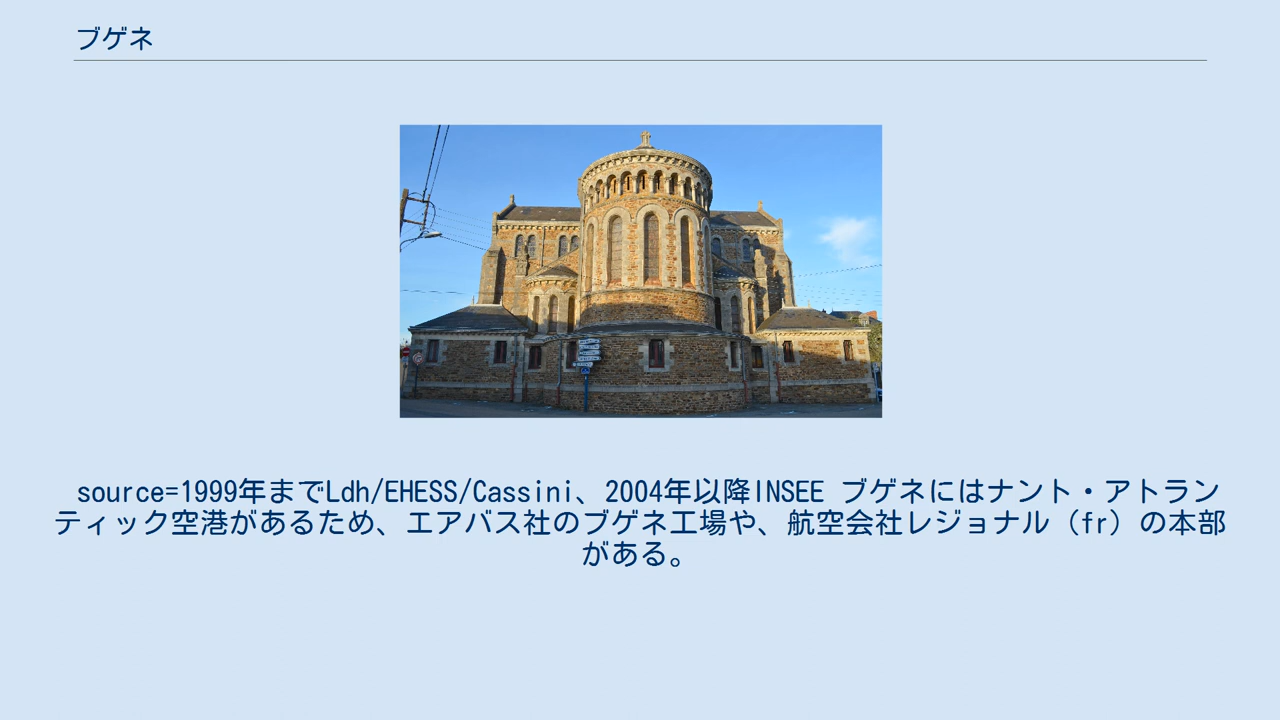 ブゲネ
source=1999年までLdh/EHESS/Cassini、2004年以降INSEE ブゲネにはナント・アトラン
ティック空港があるため、エアバス社のブゲネ工場や、航空会社レジョナル（fr）の本部
がある。